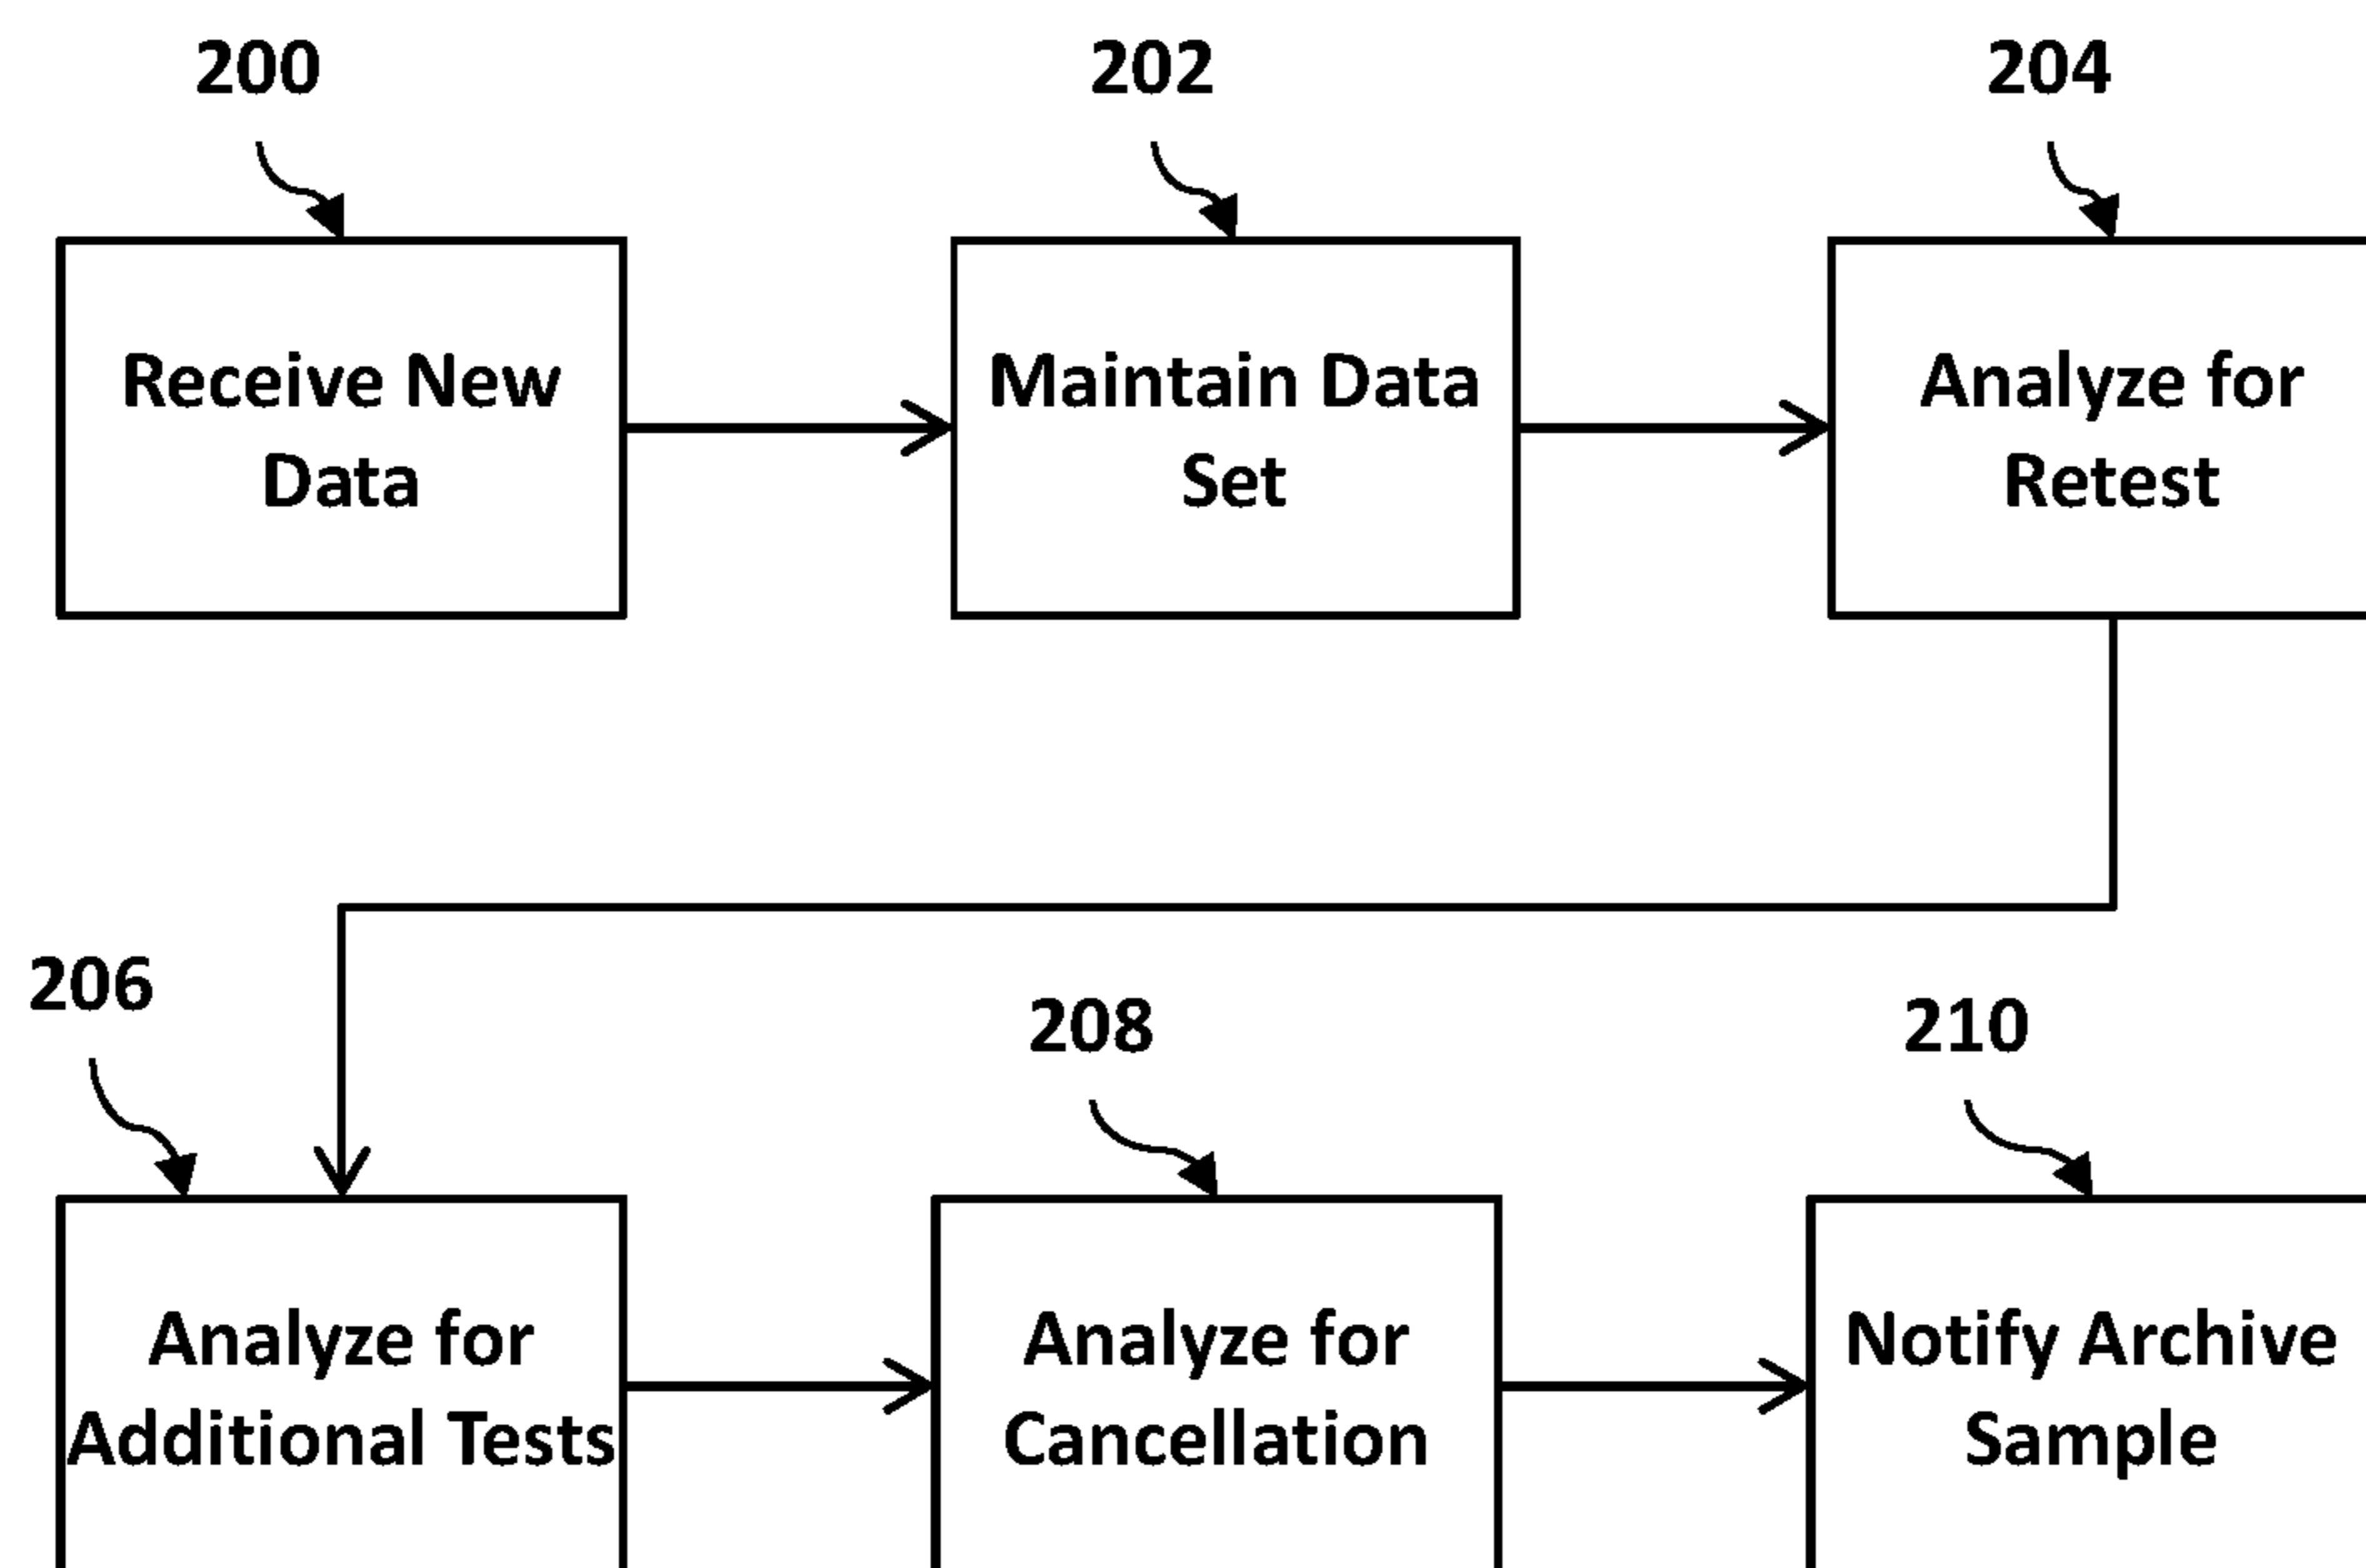 200
202
204
Receive New
Data
Maintain Data
Set
Analyze for
Retest
206
208
210
Analyze for
Additional Tests
Analyze for
Cancellation
Notify Archive
Sample